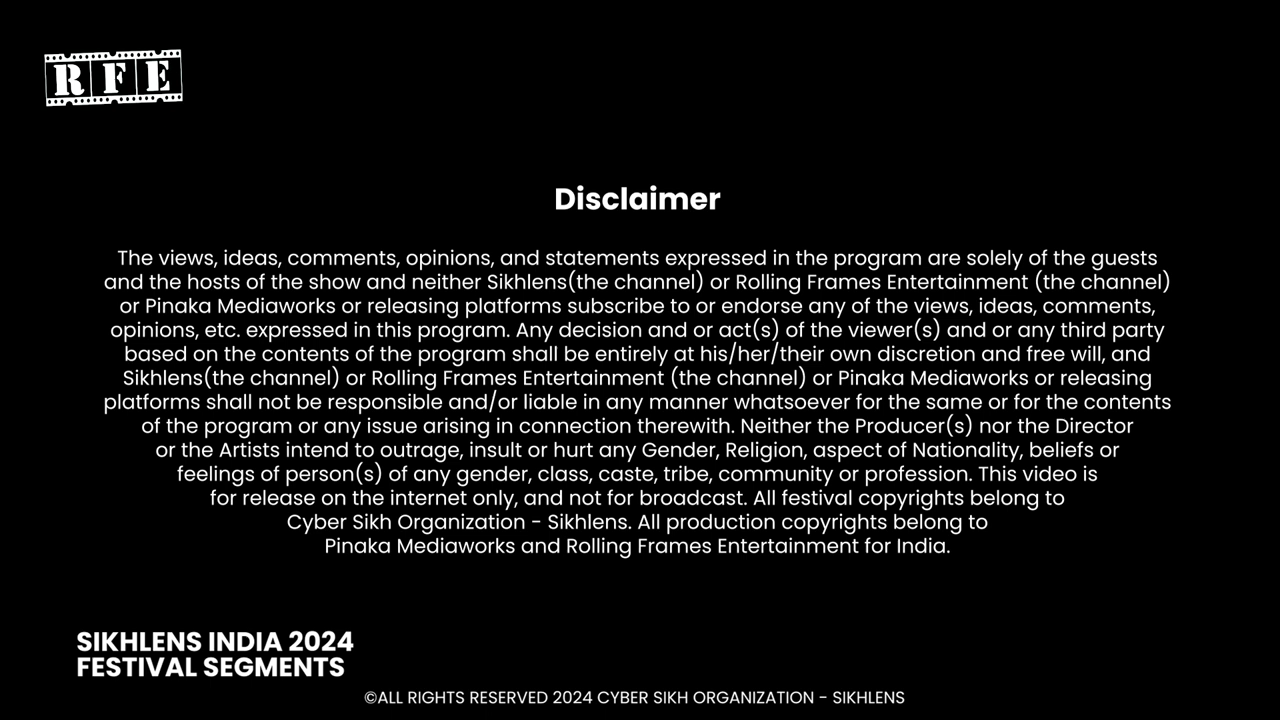 RFE
Disclaimer
The views, ideas, comments, opinions, and statements expressed in the program are solely of the guests
and the hosts of the show and neither Sikhlens(the channel) or Rolling Frames Entertainment (the channel)
or Pinaka Mediaworks or releasing platforms subscribe to or endorse any of the views, ideas, comments,
opinions, etc. expressed in this program. Any decision and or act(s) of the viewer(s) and or any third party
based on the contents of the program shall be entirely at his/her/their own discretion and free will, and
Sikhlens(the channel) or Rolling Frames Entertainment (the channel) or Pinaka Mediaworks or releasing
platforms shall not be responsible and/or liable in any manner whatsoever for the same or for the contents
of the program or any issue arising in connection therewith. Neither the Producer(s) nor the Director
or the Artists intend to outrage, insult or hurt any Gender, Religion, aspect of Nationality, beliefs or
feelings of person(s) of any gender, class, caste, tribe, community or profession. This video is
for release on the internet only, and not for broadcast. All festival copyrights belong to
Cyber Sikh Organization - Sikhlens. All production copyrights belong to
Pinaka Mediaworks and Rolling Frames Entertainment for India.
SIKHLENS INDIA 2024
FESTIVAL SEGMENTS
©ALL RIGHTS RESERVED 2024 CYBER SIKH ORGANIZATION - SIKHLENS